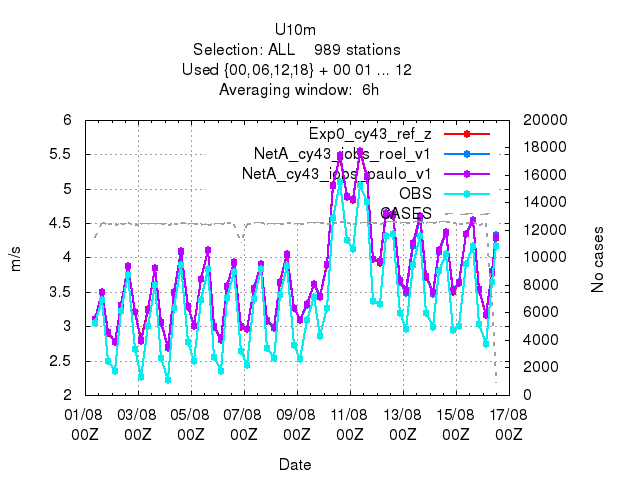 U10m
Selection: ALL    989 stations
Used {00,06,12,18} + 00 01 ... 12
Averaging window:  6h
m/s
6
5.5
5
4.5
4
3.5
3
2.5
2
Exp0_cy43_ref_z
NetA_cy43_jobs_roel_v1
NetA_cy43_jobs_paulo_v1
OBS
CASES
20000
18000
16000
14000
12000
10000
8000
6000
4000
2000
0
No cases
01/08 03/08 05/08 07/08 09/08 11/08 13/08 15/08 17/08
00Z 00Z 00Z 00Z 00Z 00Z 00Z 00Z 00Z
Date